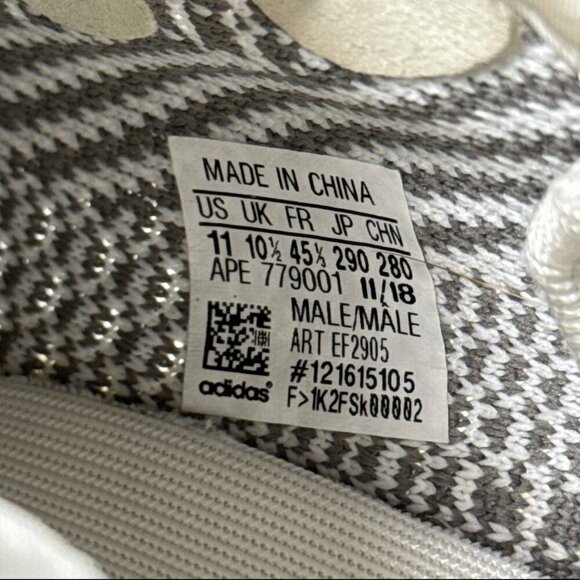 MADE IN CHINA
US UK FR JP CHN
11 10½ 45⅓ 290 280
APE 779001 11/18
MALE/MÂLE
ART EF2905
#121615105
adidas® F>1K2FSk00002